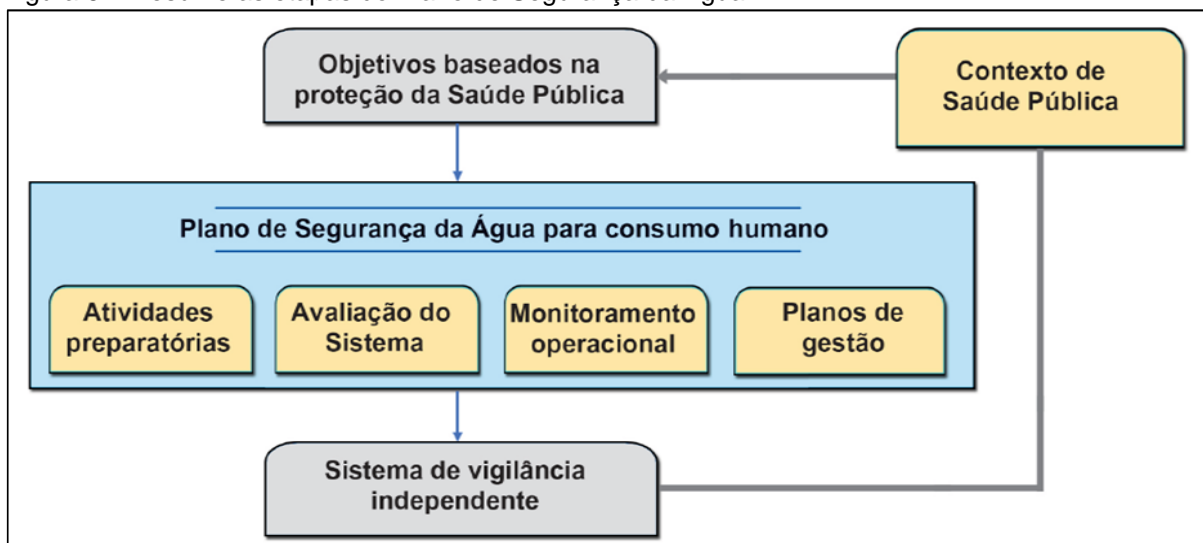 Objetivos baseados na
proteção da Saúde Pública
Contexto de
Saúde Pública
Plano de Segurança da Água para consumo humano
Atividades
preparatórias
Avaliação do
Sistema
Monitoramento
operacional
Planos de
gestão
Sistema de vigilância
independente